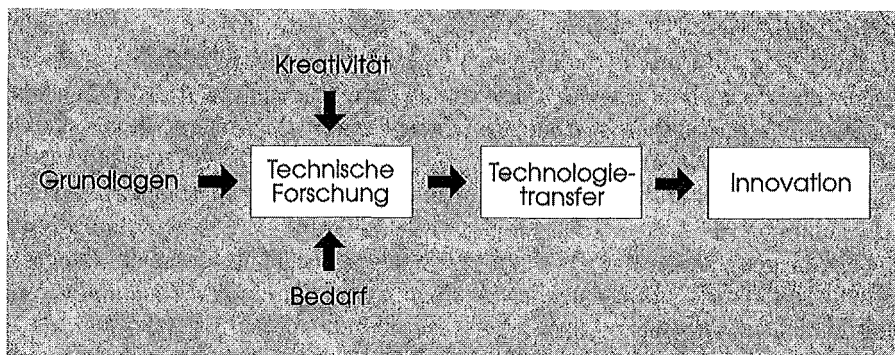 Kreativität
Grundlagen
Technische
Forschung
Technologie-
transfer
Innovation
Bedarf